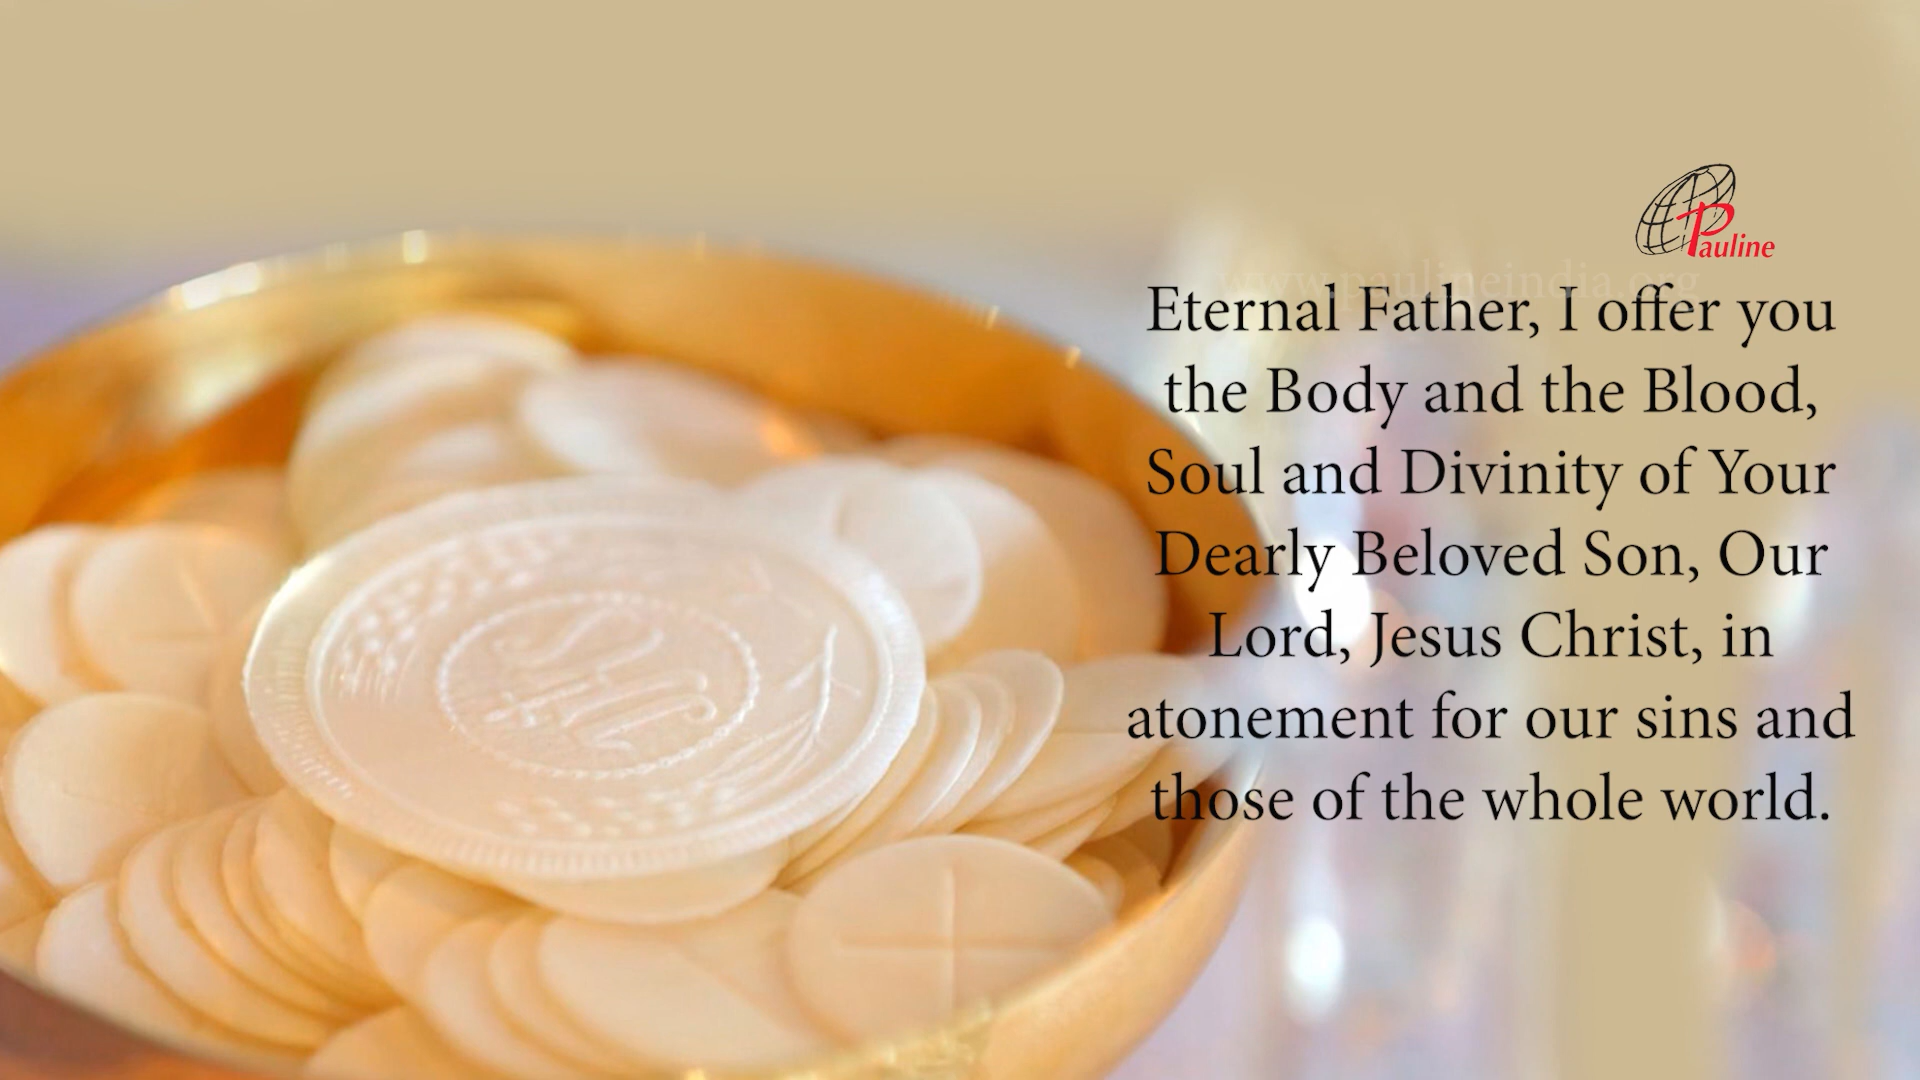 Pauline
www.paulineindia.org
Eternal Father, I offer you
the Body and the Blood,
Soul and Divinity of Your
Dearly Beloved Son, Our
Lord, Jesus Christ, in
atonement for our sins and
those of the whole world.
IHS